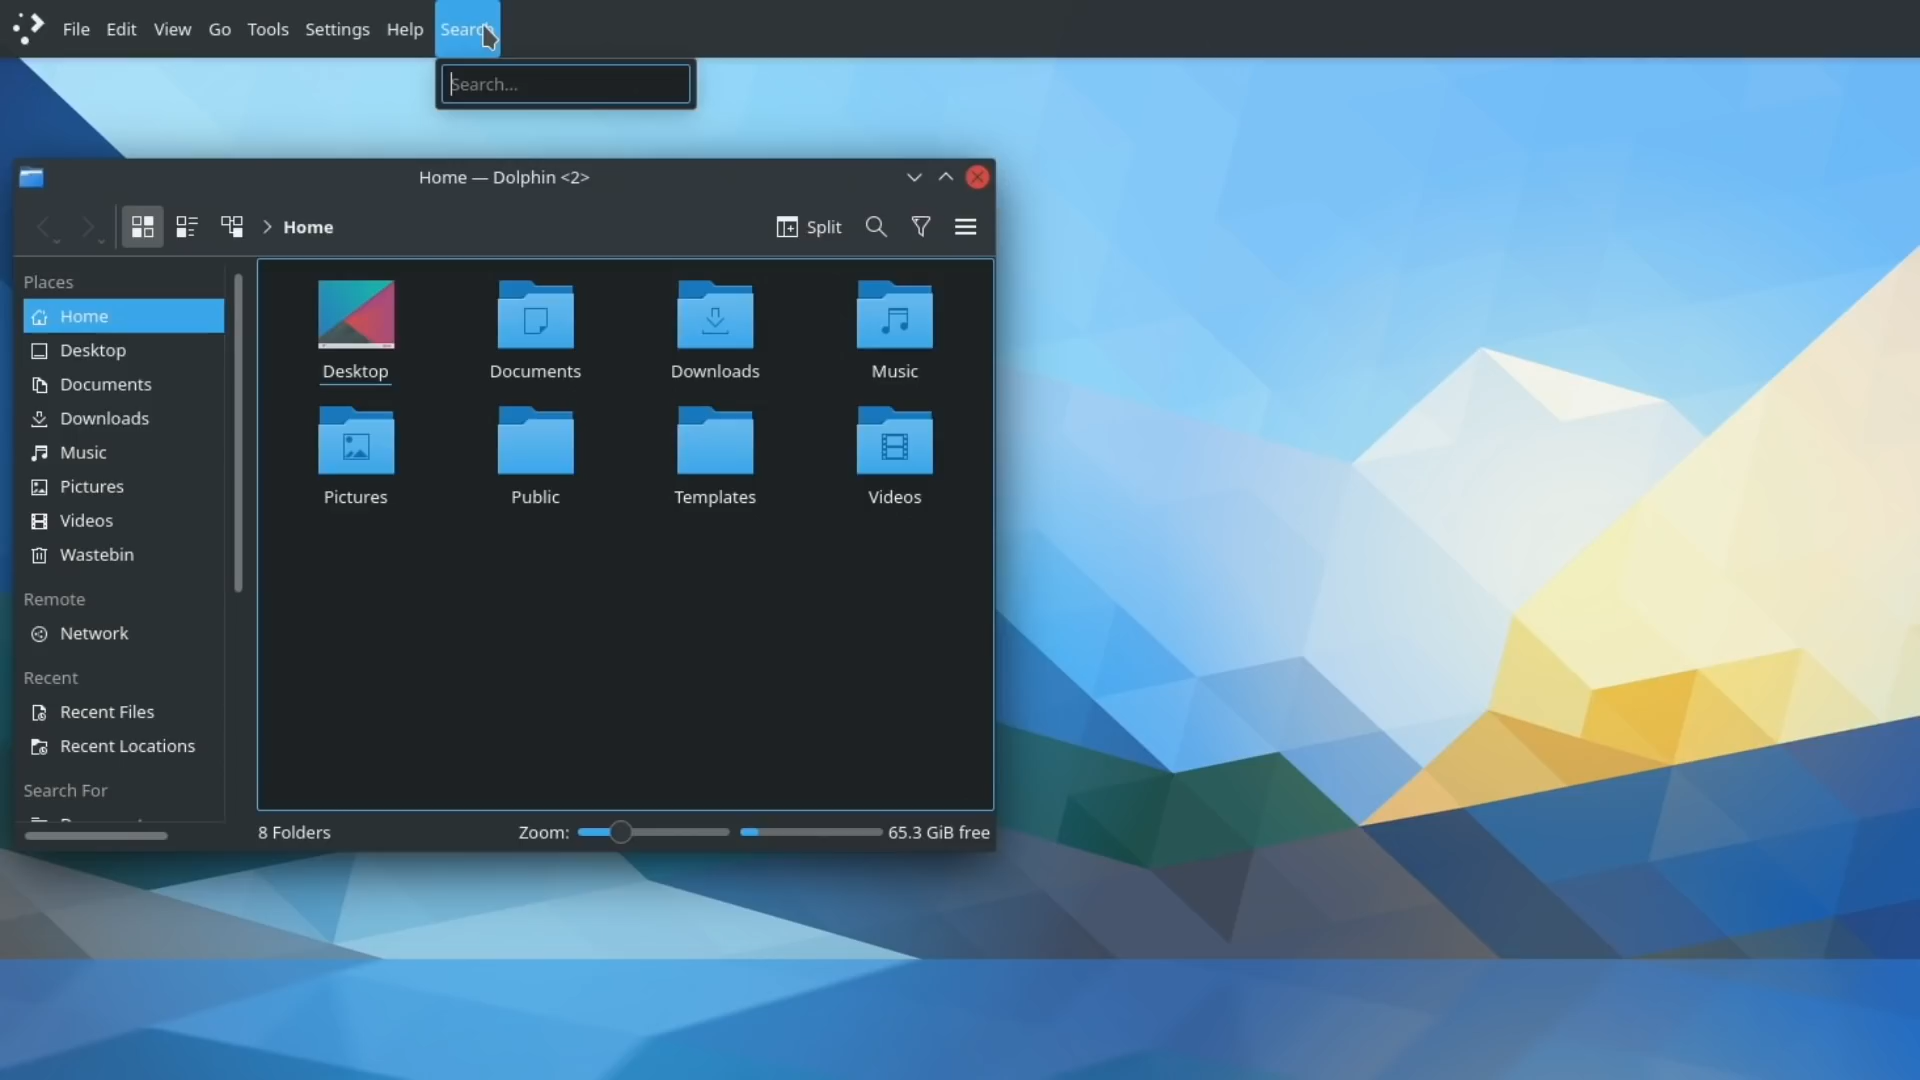 File Edit View Go Tools Settings Help Search
Search...
Home — Dolphin <2>
Home
Split
Places
Home
Desktop
Documents
Downloads
Music
Pictures
Videos
Wastebin
Remote
Network
Recent
Recent Files
Recent Locations
Search For
Desktop Documents Downloads Music
Pictures Public Templates Videos
8 Folders Zoom: 65.3 GiB free